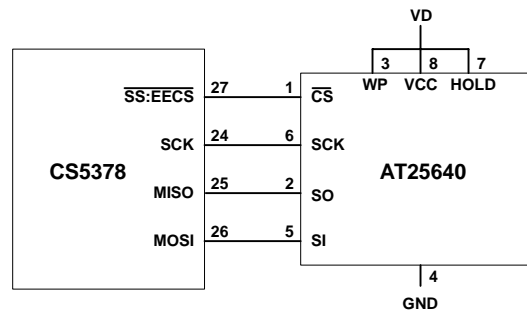 VD
3 8 7
WP VCC HOLD
SS:EECS 27 1 CS
SCK 24 6 SCK
CS5378 AT25640
MISO 25 2 SO
MOSI 26 5 SI
4
GND